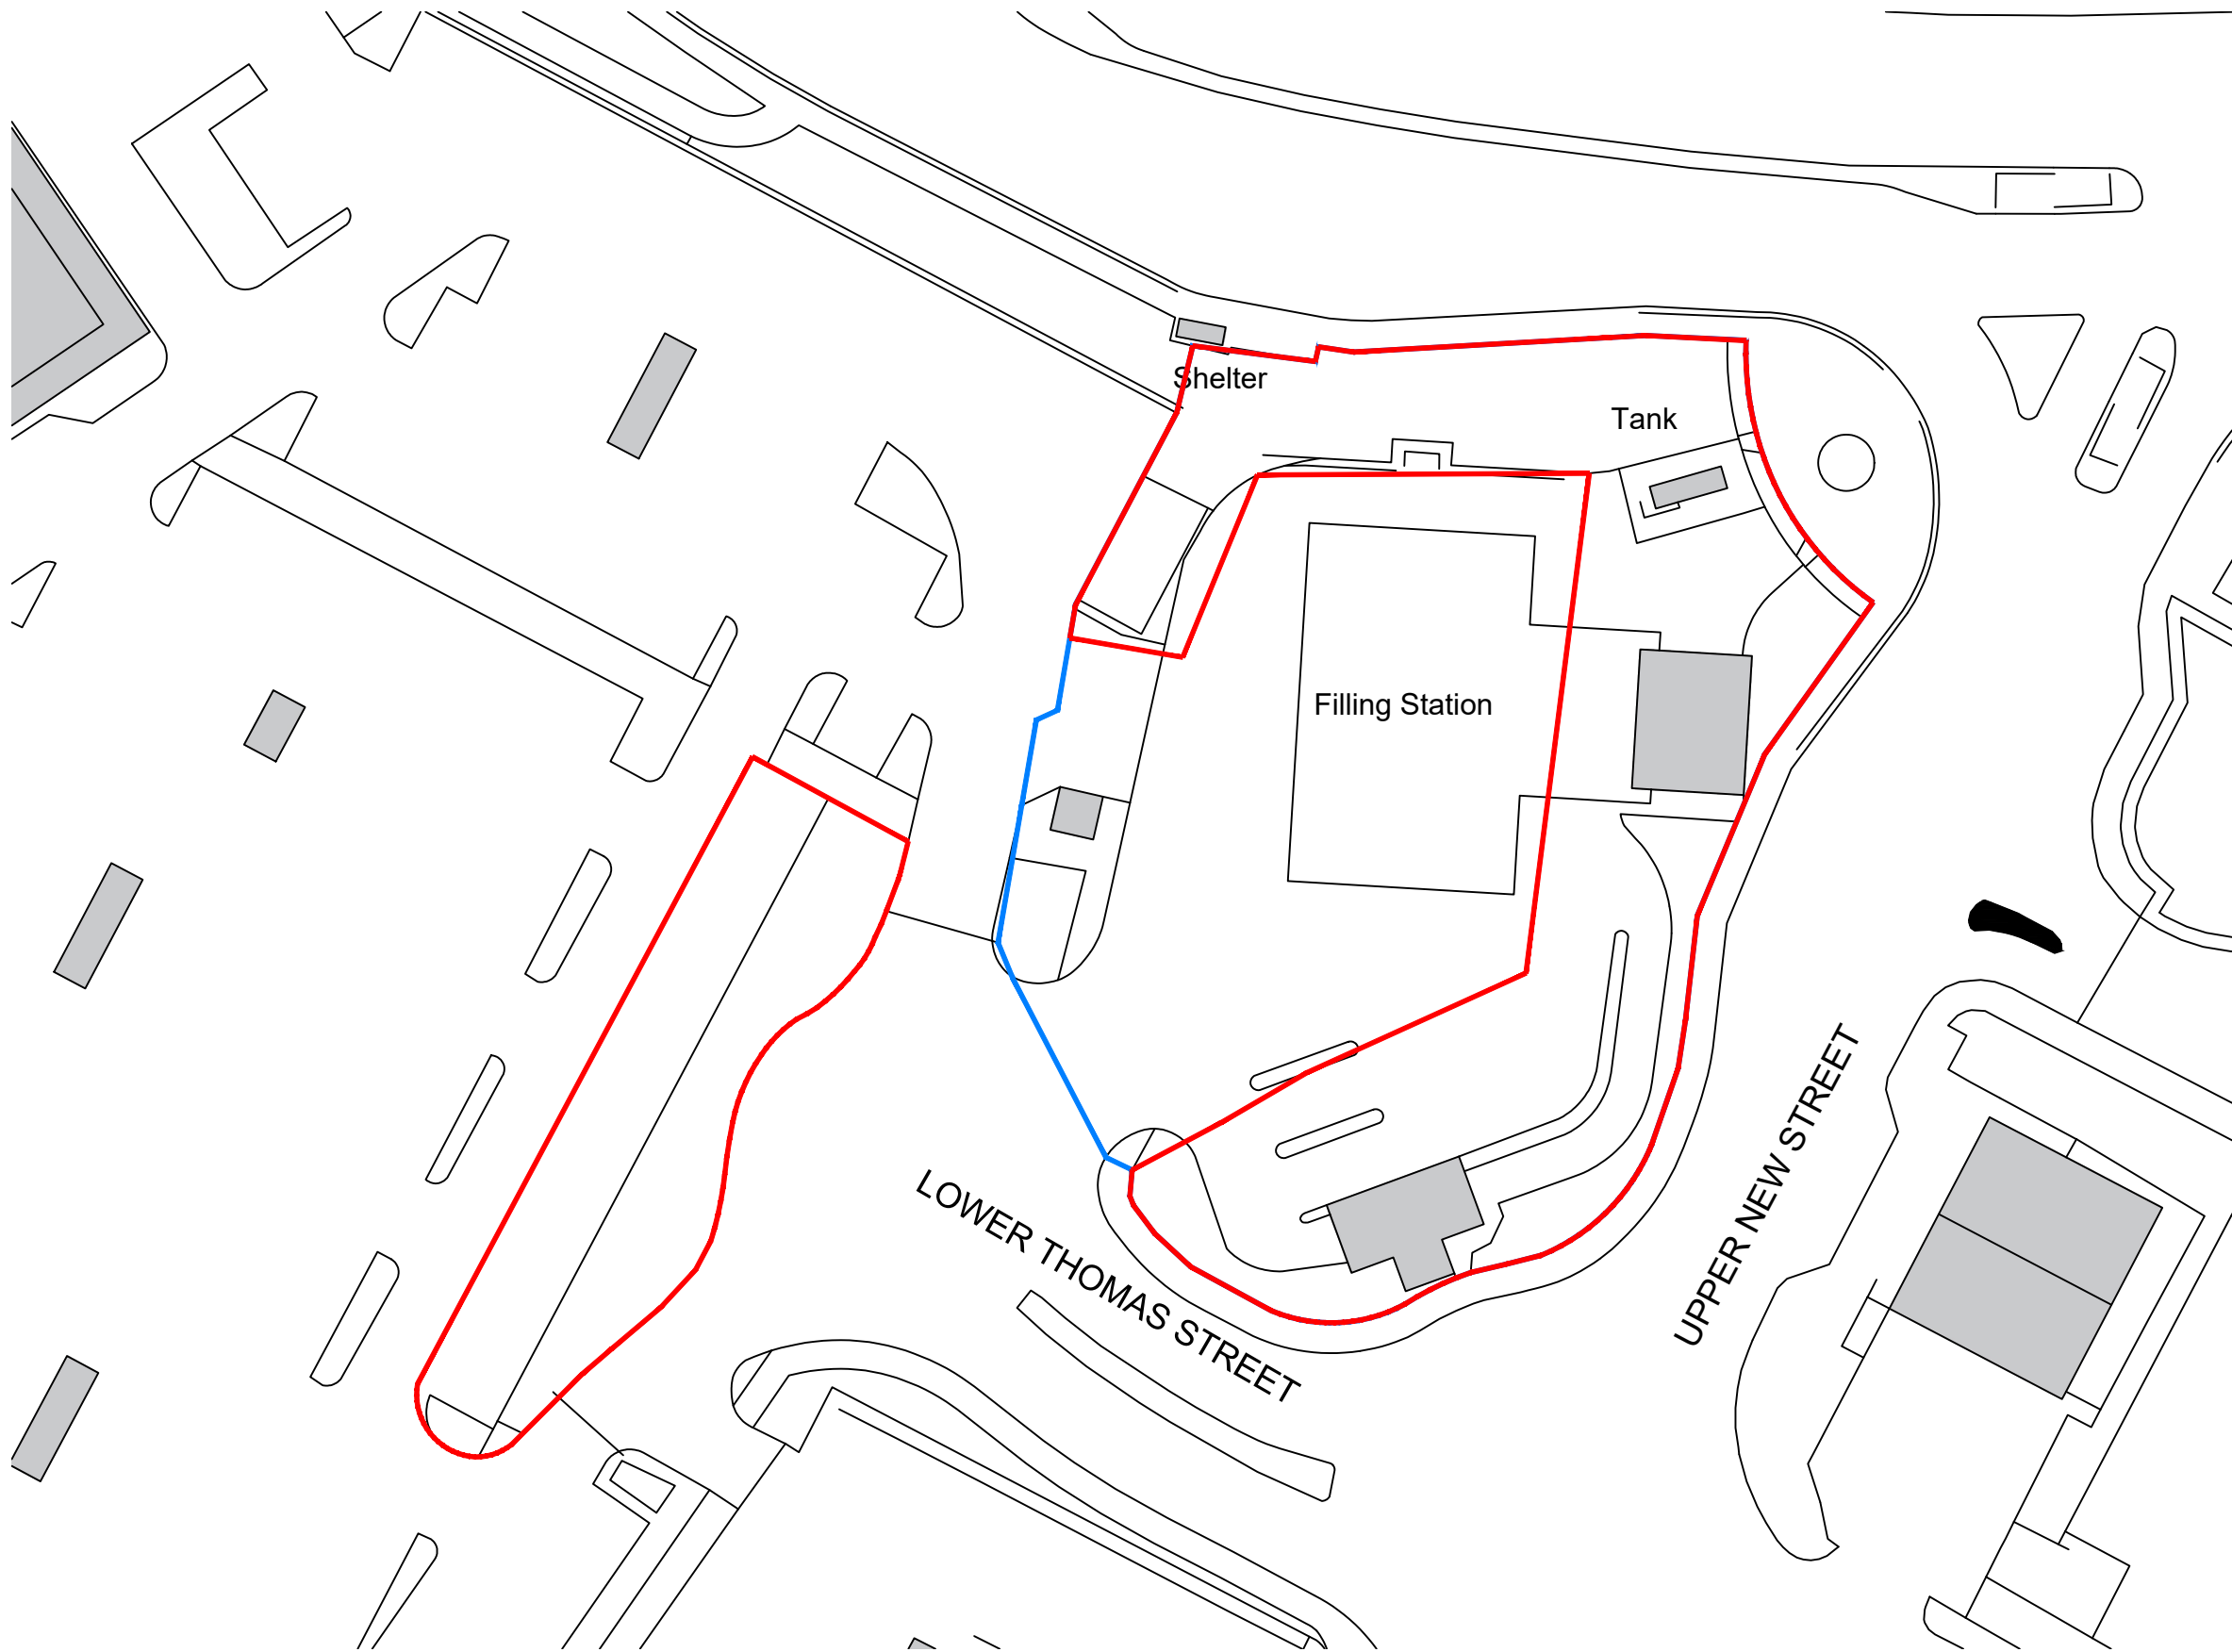 Shelter
Tank
Filling Station
LOWER THOMAS STREET
UPPER NEW STREET